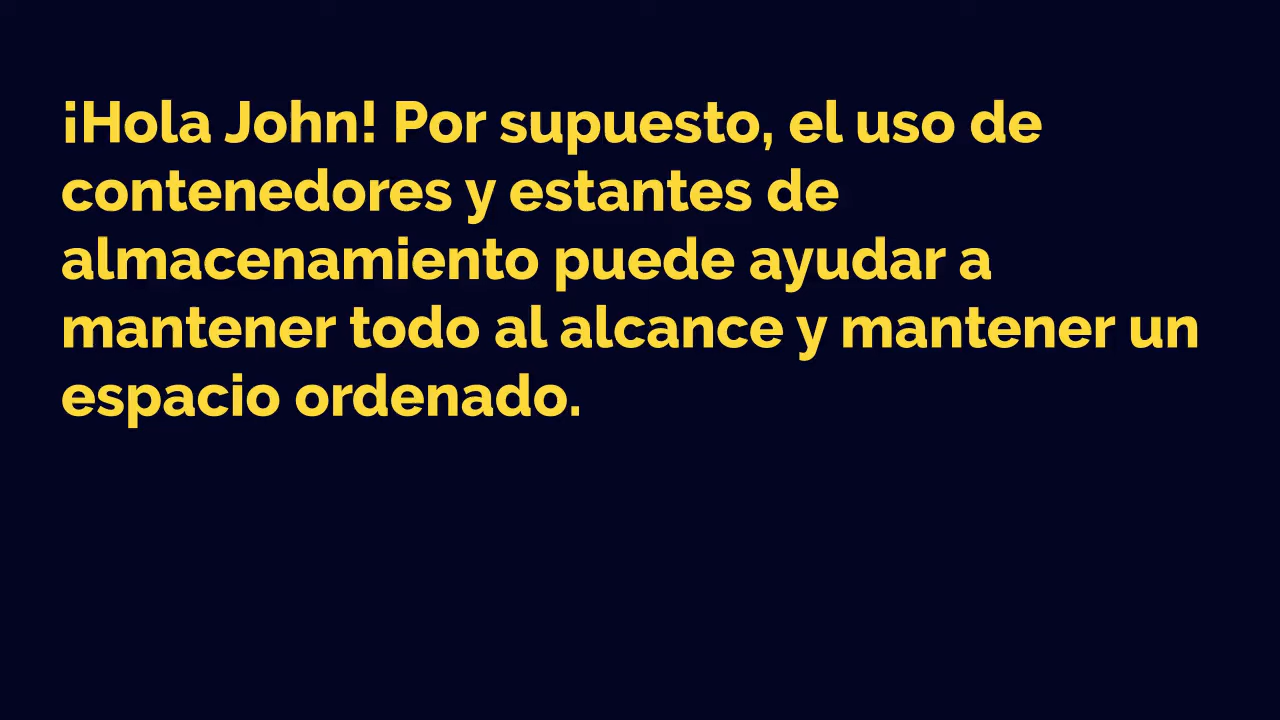 ¡Hola John! Por supuesto, el uso de
contenedores y estantes de
almacenamiento puede ayudar a
mantener todo al alcance y mantener un
espacio ordenado.